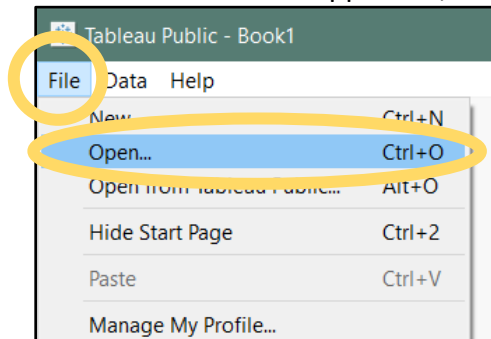 Tableau Public - Book1
File Data Help
New Ctrl+N
Open... Ctrl+O
Open from Tableau Public... Alt+O
Hide Start Page Ctrl+2
Paste Ctrl+V
Manage My Profile...